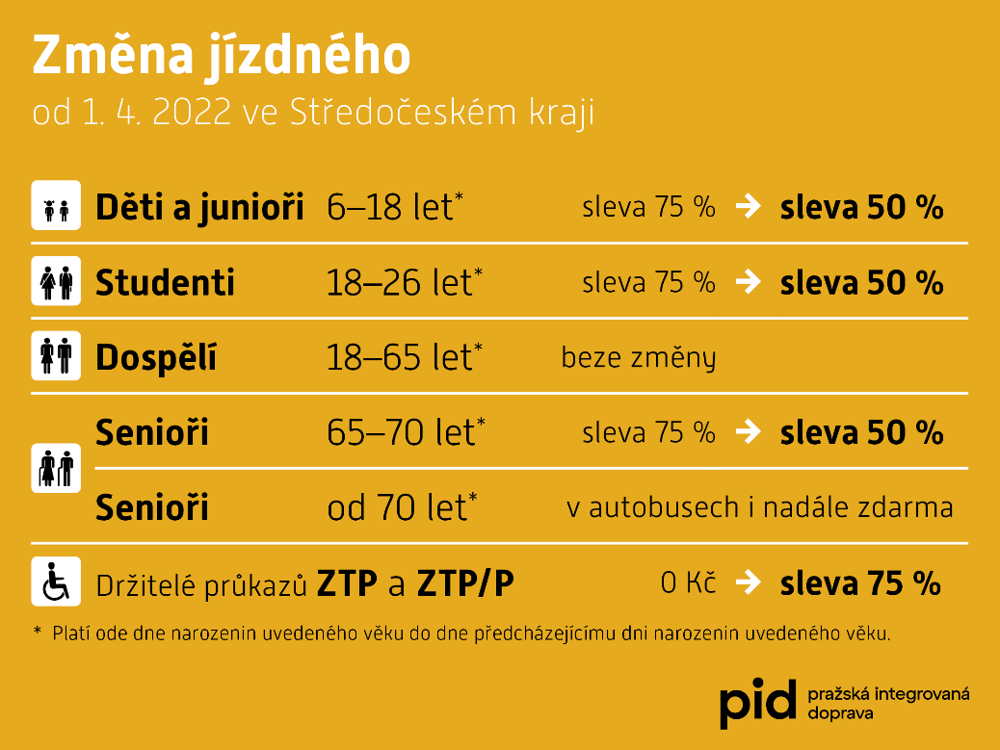 Změna jízdného
od 1. 4. 2022 ve Středočeském kraji
Děti a junioři 6–18 let* sleva 75 % → sleva 50 %
Studenti 18–26 let* sleva 75 % → sleva 50 %
Dospělí 18–65 let* beze změny
Senioři 65–70 let* sleva 75 % → sleva 50 %
Senioři od 70 let* v autobusech i nadále zdarma
Držitelé průkazů ZTP a ZTP/P 0 Kč → sleva 75 %
* Platí ode dne narozenin uvedeného věku do dne předcházejícímu dni narozenin uvedeného věku.
pid pražská integrovaná
doprava